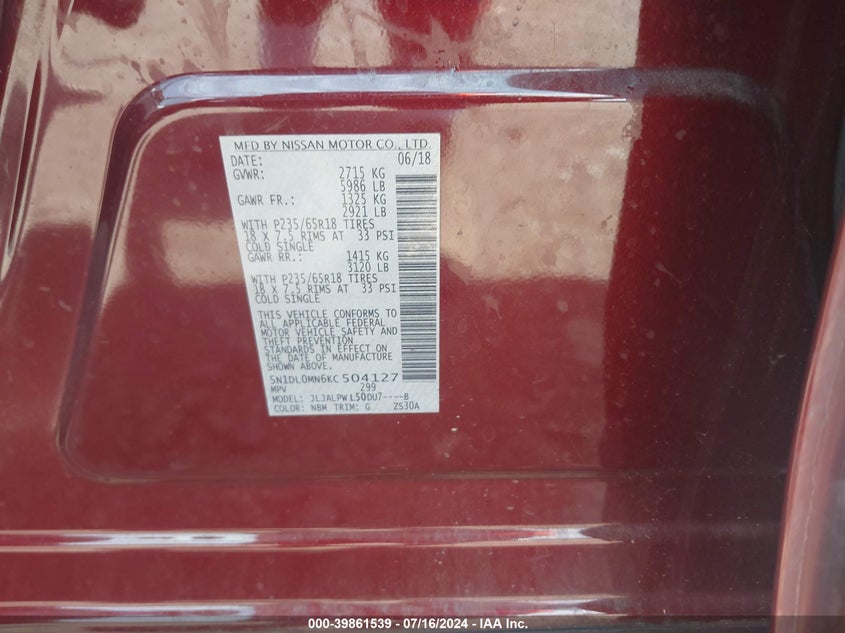 MFD BY NISSAN MOTOR CO., LTD.
DATE: 06/18
GVWR: 2715 KG
5986 LB
GAWR FR.: 1325 KG
2921 LB
WITH P235/65R18 TIRES
18 X 7.5 RIMS AT 33 PSI
COLD SINGLE
GAWR RR.: 1415 KG
3120 LB
WITH P235/65R18 TIRES
18 X 7.5 RIMS AT 33 PSI
COLD SINGLE
THIS VEHICLE CONFORMS TO
ALL APPLICABLE FEDERAL
MOTOR VEHICLE SAFETY AND
THEFT PREVENTION
STANDARDS IN EFFECT ON
THE DATE OF MANUFACTURE
SHOWN ABOVE.
5N1DL0MN6KC504127
MPV 299
MODEL: JLJALPWL50DU7----B
COLOR: NBM TRIM: G ZS30A
000-39861539 - 07/16/2024 - IAA Inc.